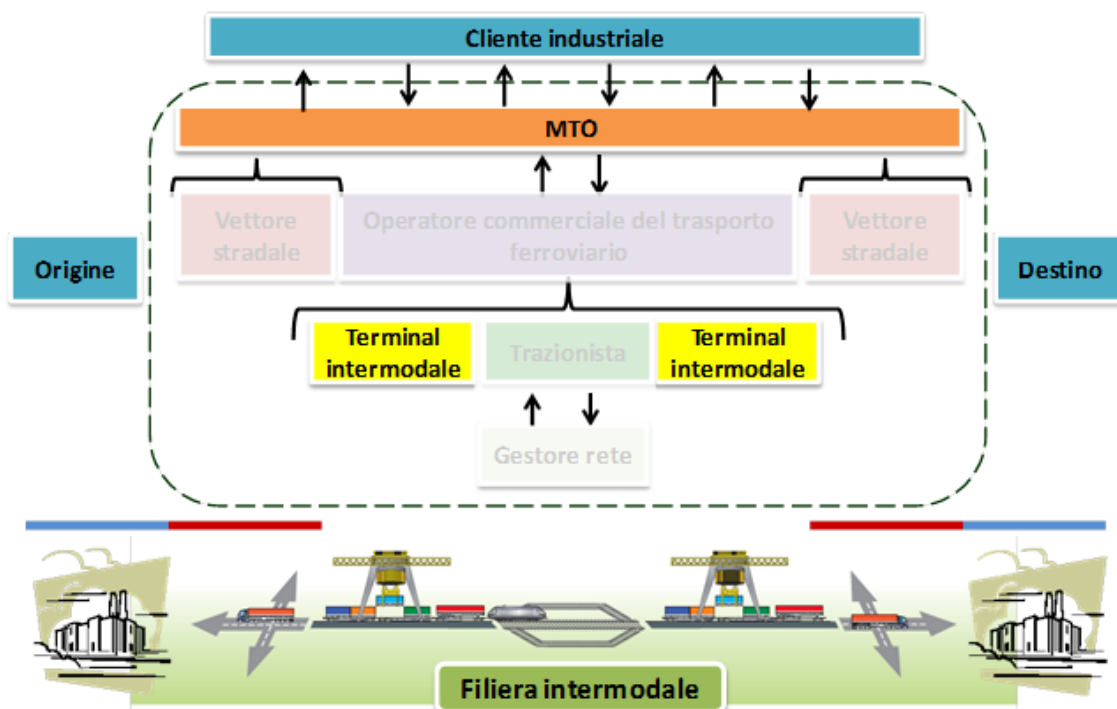 Cliente industriale
MTO
Vettore
stradale
Operatore commerciale del trasporto
ferroviario
Vettore
stradale
Origine
Destino
Terminal
intermodale
Trazionista
Terminal
intermodale
Gestore rete
Filiera intermodale